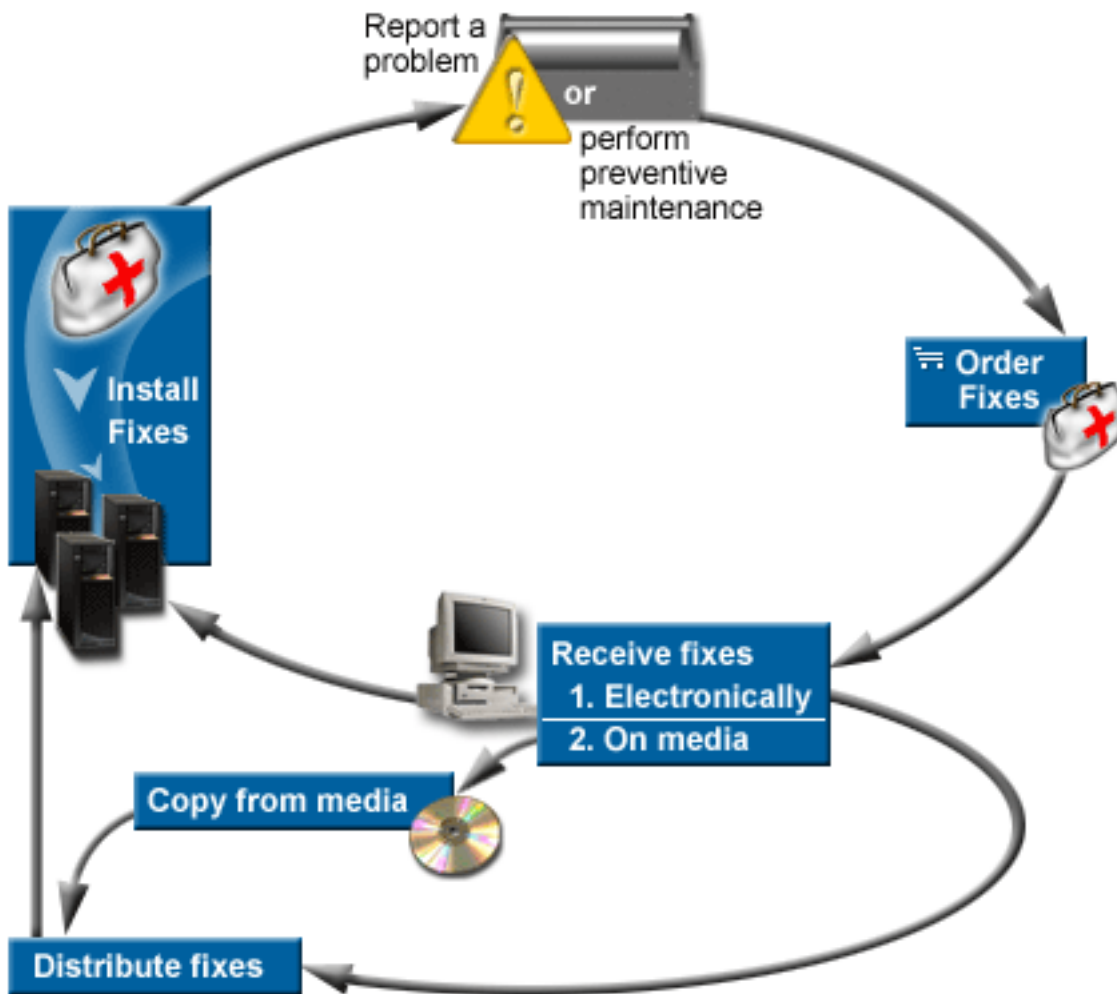 Report a
problem
or
perform
preventive
maintenance
Order
Fixes
Install
Fixes
Receive fixes
1. Electronically
2. On media
Copy from media
Distribute fixes